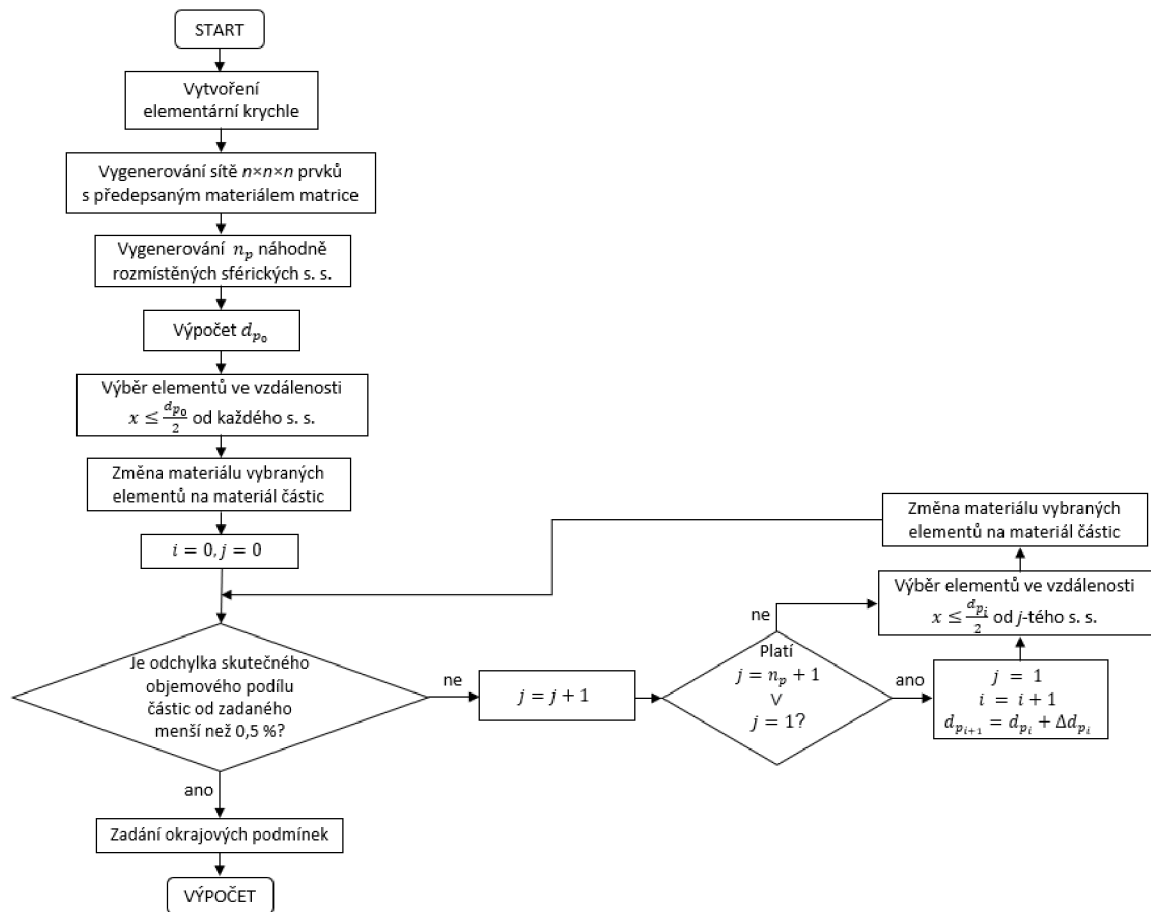 START
Vytvoření
elementární krychle
Vygenerování sítě n×n×n prvků
s předepsaným materiálem matrice
Vygenerování n_p náhodně
rozmístěných sférických s. s.
Výpočet d_{p_0}
Výběr elementů ve vzdálenosti
x ≤ \frac{d_{p_0}}{2} od každého s. s.
Změna materiálu vybraných
elementů na materiál částic
i = 0, j = 0
Je odchylka skutečného
objemového podílu
částic od zadaného
menší než 0,5 %?
ne
j = j + 1
Platí
j = n_p + 1
∨
j = 1?
ne
ano
j = 1
i = i + 1
d_{p_{i+1}} = d_{p_i} + Δd_{p_i}
Výběr elementů ve vzdálenosti
x ≤ \frac{d_{p_i}}{2} od j-tého s. s.
Změna materiálu vybraných
elementů na materiál částic
ano
Zadání okrajových podmínek
VÝPOČET